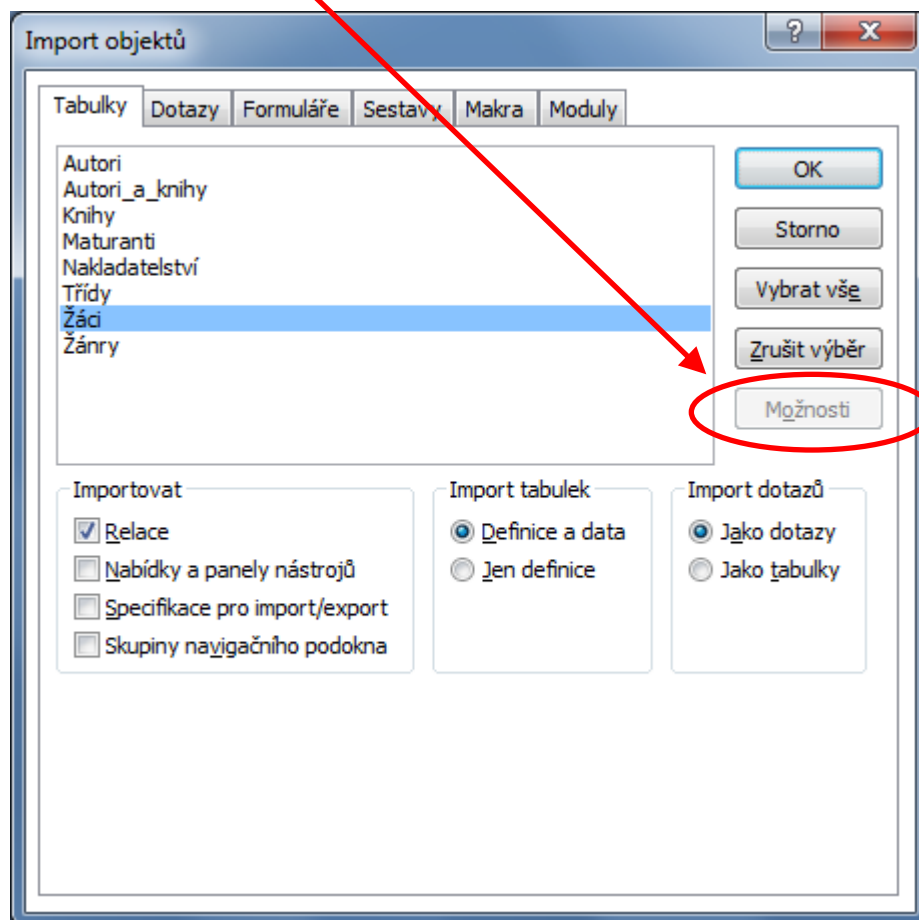 Import objektů
Tabulky Dotazy Formuláře Sestavy Makra Moduly
Autori
Autori_a_knihy
Knihy
Maturanti
Nakladatelství
Třídy
Žáci
Žánry
OK
Storno
Vybrat vše
Zrušit výběr
Možnosti
Importovat
Relace
Nabídky a panely nástrojů
Specifikace pro import/export
Skupiny navigačního podokna
Import tabulek
Definice a data
Jen definice
Import dotazů
Jako dotazy
Jako tabulky